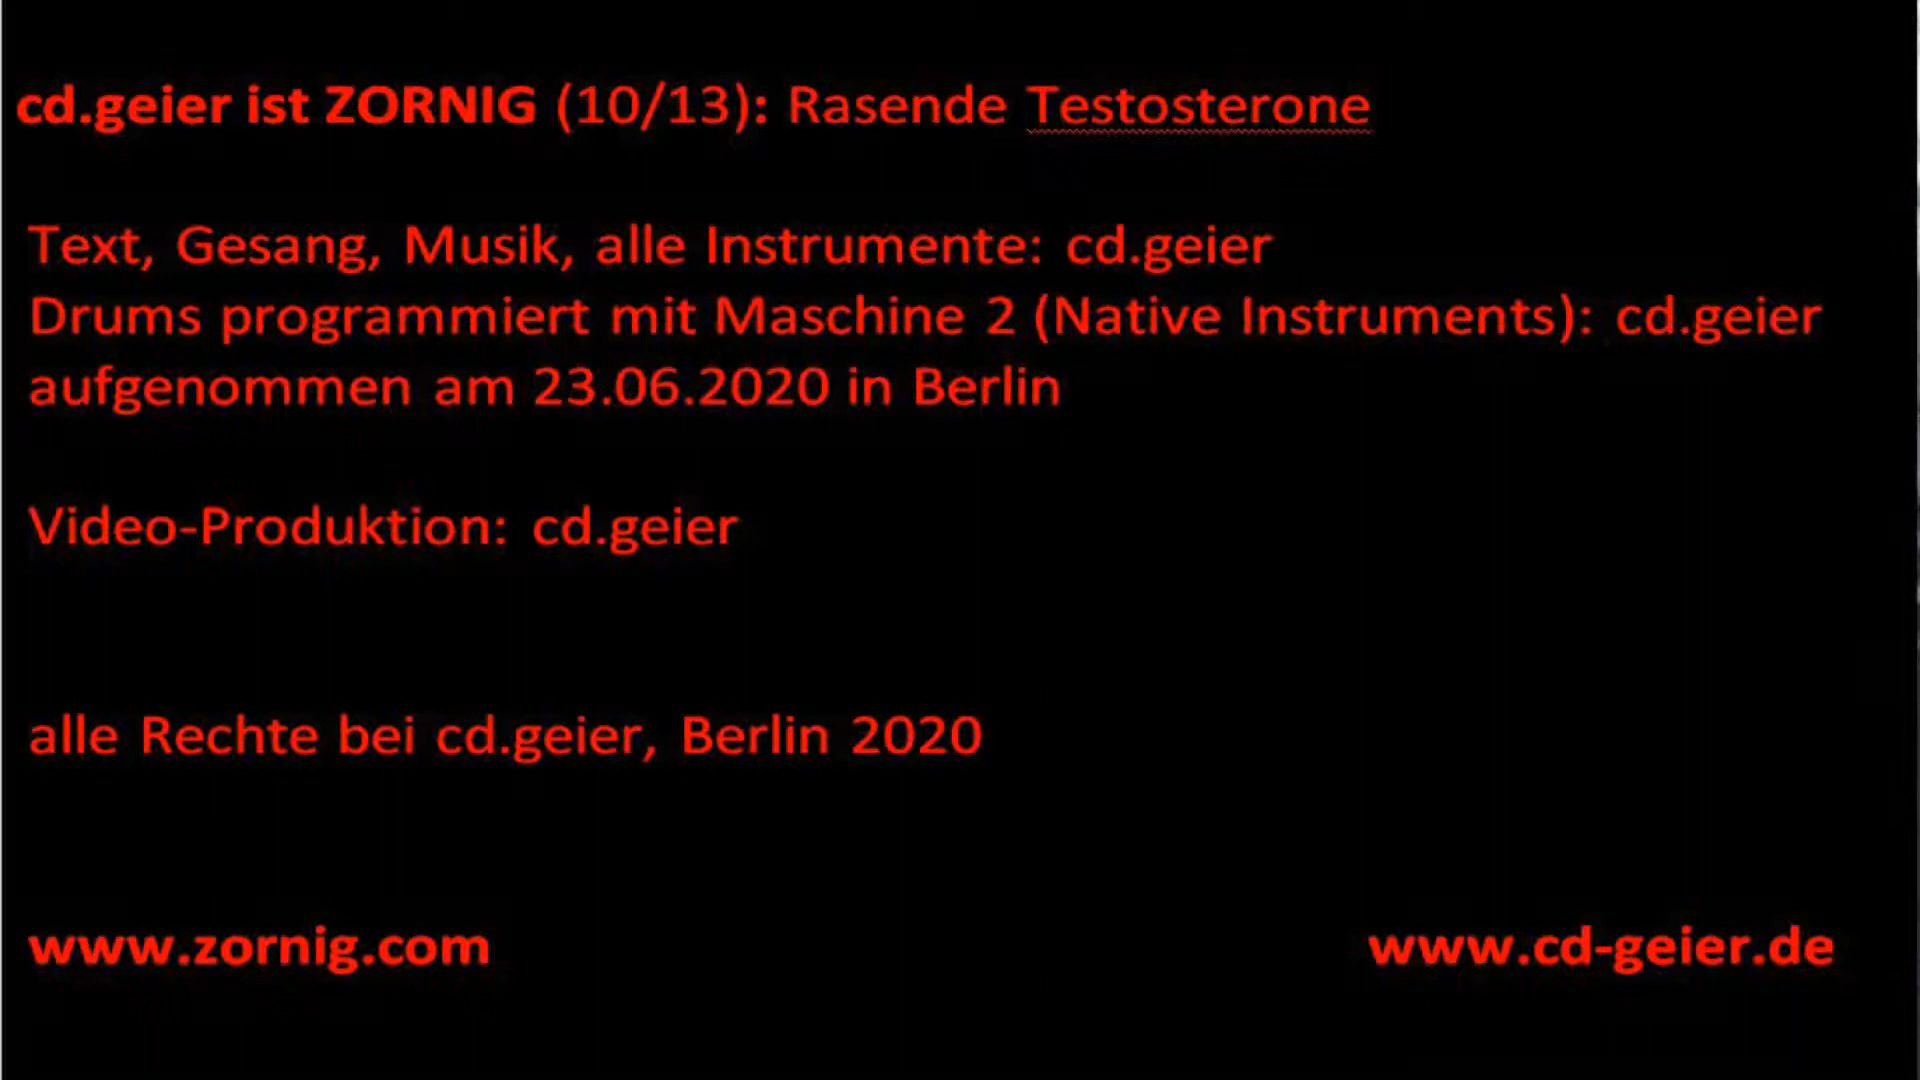 cd.geier ist ZORNIG (10/13): Rasende Testosterone
Text, Gesang, Musik, alle Instrumente: cd.geier
Drums programmiert mit Maschine 2 (Native Instruments): cd.geier
aufgenommen am 23.06.2020 in Berlin
Video-Produktion: cd.geier
alle Rechte bei cd.geier, Berlin 2020
www.zornig.com
www.cd-geier.de